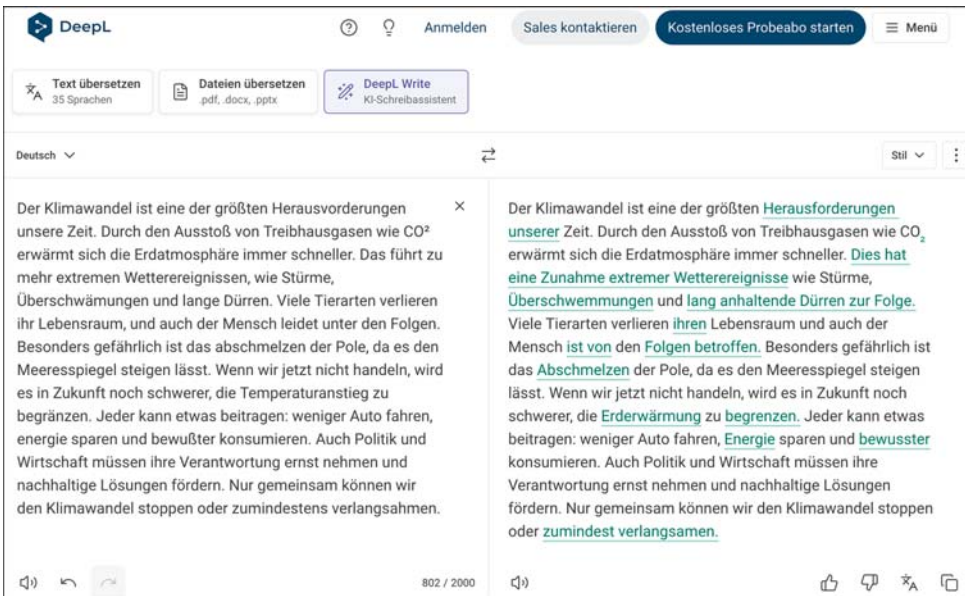 DeepL
Anmelden
Sales kontaktieren
Kostenloses Probeabo starten
Menü
Text übersetzen
35 Sprachen
Dateien übersetzen
.pdf, .docx, .pptx
DeepL Write
KI-Schreibassistent
Deutsch
Stil
Der Klimawandel ist eine der größten Herausvorderungen
unsere Zeit. Durch den Ausstoß von Treibhausgasen wie CO²
erwärmt sich die Erdatmosphäre immer schneller. Das führt zu
mehr extremen Wetterereignissen, wie Stürme,
Überschwämungen und lange Dürren. Viele Tierarten verlieren
ihr Lebensraum, und auch der Mensch leidet unter den Folgen.
Besonders gefährlich ist das abschmelzen der Pole, da es den
Meeresspiegel steigen lässt. Wenn wir jetzt nicht handeln, wird
es in Zukunft noch schwerer, die Temperaturanstieg zu
begränzen. Jeder kann etwas beitragen: weniger Auto fahren,
energie sparen und bewußter konsumieren. Auch Politik und
Wirtschaft müssen ihre Verantwortung ernst nehmen und
nachhaltige Lösungen fördern. Nur gemeinsam können wir
den Klimawandel stoppen oder zumindestens verlangsahmen.
802 / 2000
Der Klimawandel ist eine der größten Herausforderungen
unserer Zeit. Durch den Ausstoß von Treibhausgasen wie CO₂
erwärmt sich die Erdatmosphäre immer schneller. Dies hat
eine Zunahme extremer Wetterereignisse wie Stürme,
Überschwemmungen und lang anhaltende Dürren zur Folge.
Viele Tierarten verlieren ihren Lebensraum und auch der
Mensch ist von den Folgen betroffen. Besonders gefährlich ist
das Abschmelzen der Pole, da es den Meeresspiegel steigen
lässt. Wenn wir jetzt nicht handeln, wird es in Zukunft noch
schwerer, die Erderwärmung zu begrenzen. Jeder kann etwas
beitragen: weniger Auto fahren, Energie sparen und bewusster
konsumieren. Auch Politik und Wirtschaft müssen ihre
Verantwortung ernst nehmen und nachhaltige Lösungen
fördern. Nur gemeinsam können wir den Klimawandel stoppen
oder zumindest verlangsamen.